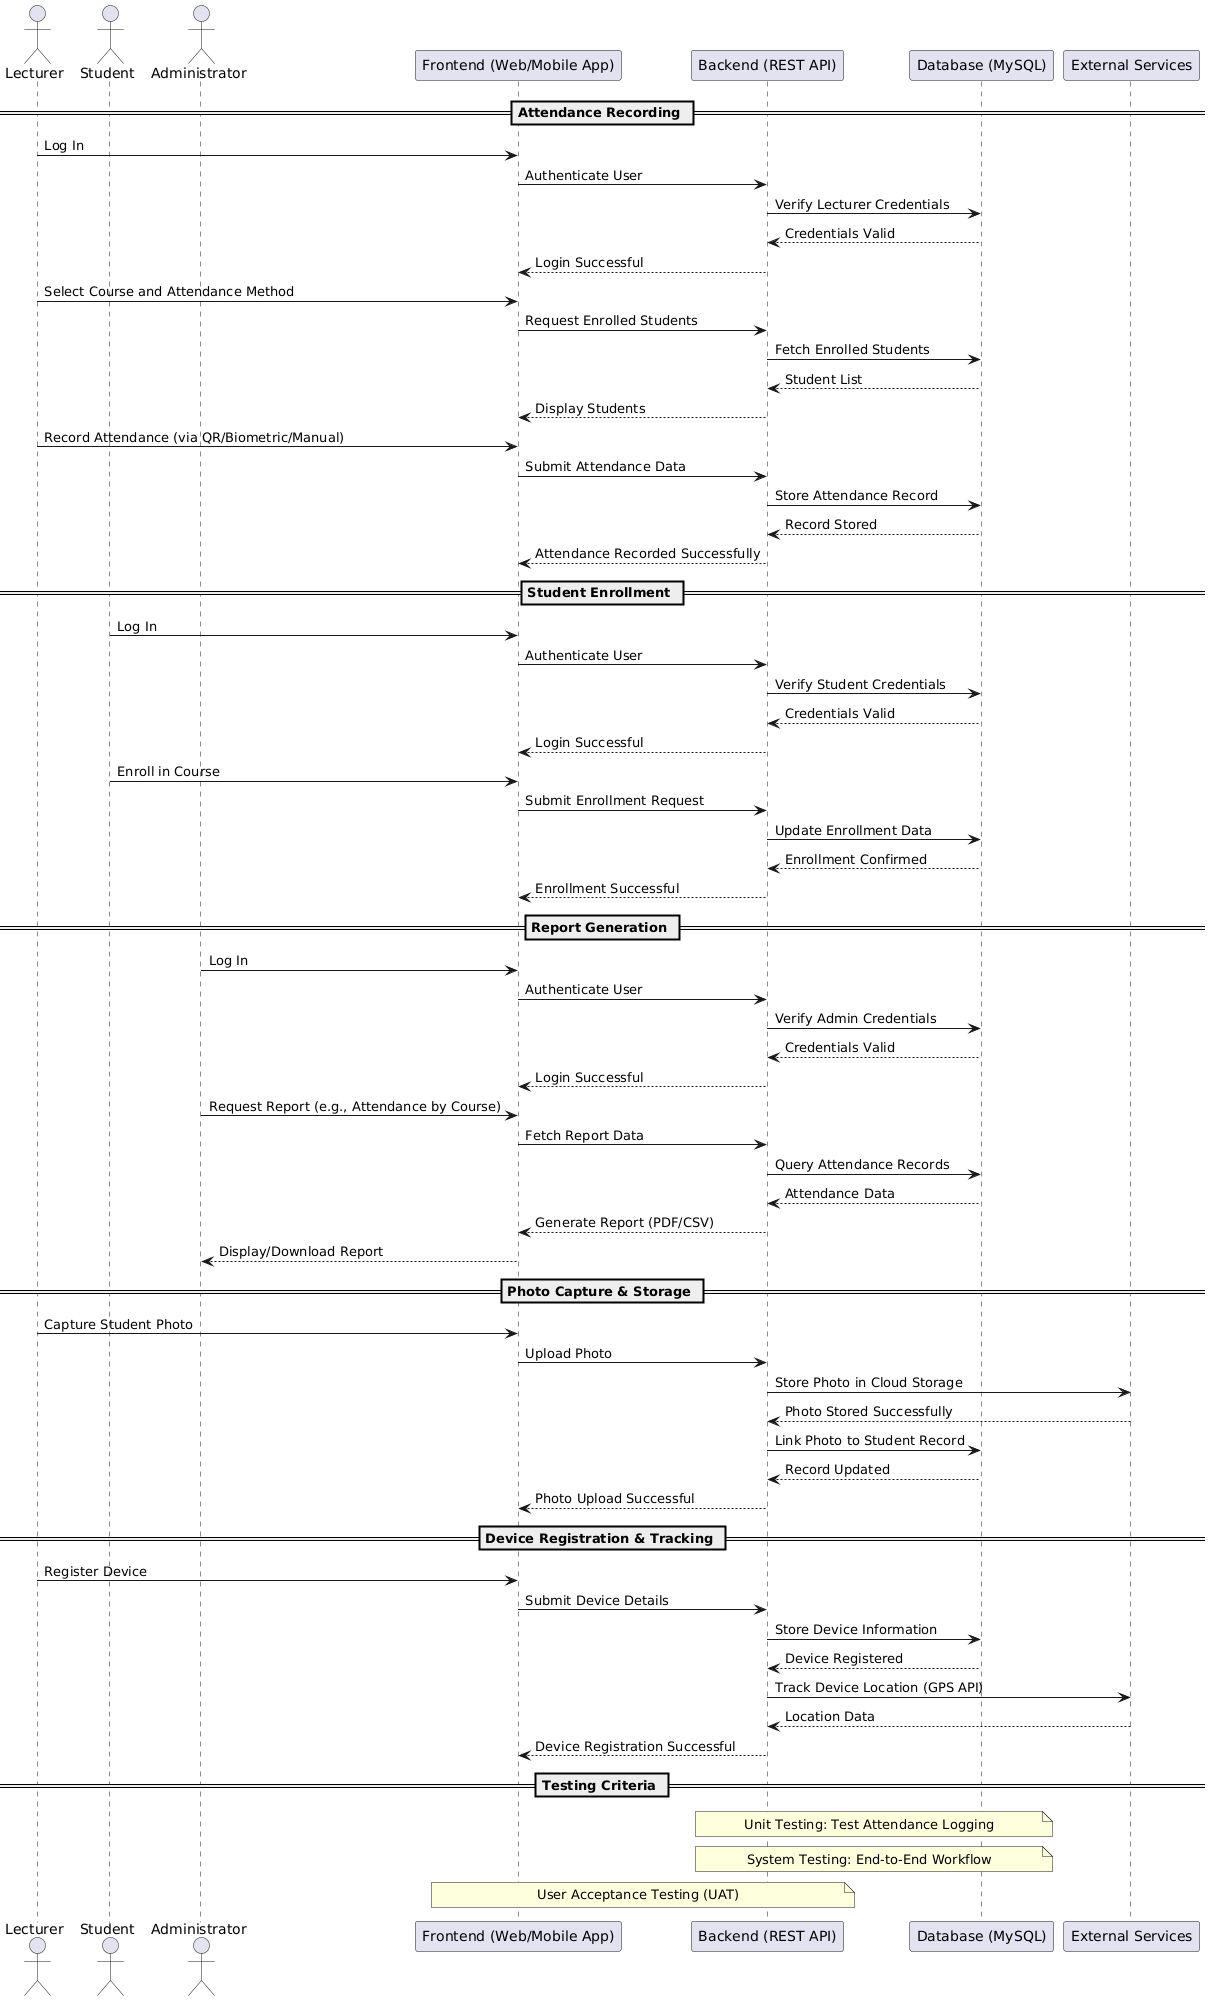 Lecturer
Student
Administrator
Frontend (Web/Mobile App)
Backend (REST API)
Database (MySQL)
External Services
Attendance Recording
Log In
Authenticate User
Verify Lecturer Credentials
Credentials Valid
Login Successful
Select Course and Attendance Method
Request Enrolled Students
Fetch Enrolled Students
Student List
Display Students
Record Attendance (via QR/Biometric/Manual)
Submit Attendance Data
Store Attendance Record
Record Stored
Attendance Recorded Successfully
Student Enrollment
Log In
Authenticate User
Verify Student Credentials
Credentials Valid
Login Successful
Enroll in Course
Submit Enrollment Request
Update Enrollment Data
Enrollment Confirmed
Enrollment Successful
Report Generation
Log In
Authenticate User
Verify Admin Credentials
Credentials Valid
Login Successful
Request Report (e.g., Attendance by Course)
Fetch Report Data
Query Attendance Records
Attendance Data
Generate Report (PDF/CSV)
Display/Download Report
Photo Capture & Storage
Capture Student Photo
Upload Photo
Store Photo in Cloud Storage
Photo Stored Successfully
Link Photo to Student Record
Record Updated
Photo Upload Successful
Device Registration & Tracking
Register Device
Submit Device Details
Store Device Information
Device Registered
Track Device Location (GPS API)
Location Data
Device Registration Successful
Testing Criteria
Unit Testing: Test Attendance Logging
System Testing: End-to-End Workflow
User Acceptance Testing (UAT)
Lecturer
Student
Administrator
Frontend (Web/Mobile App)
Backend (REST API)
Database (MySQL)
External Services